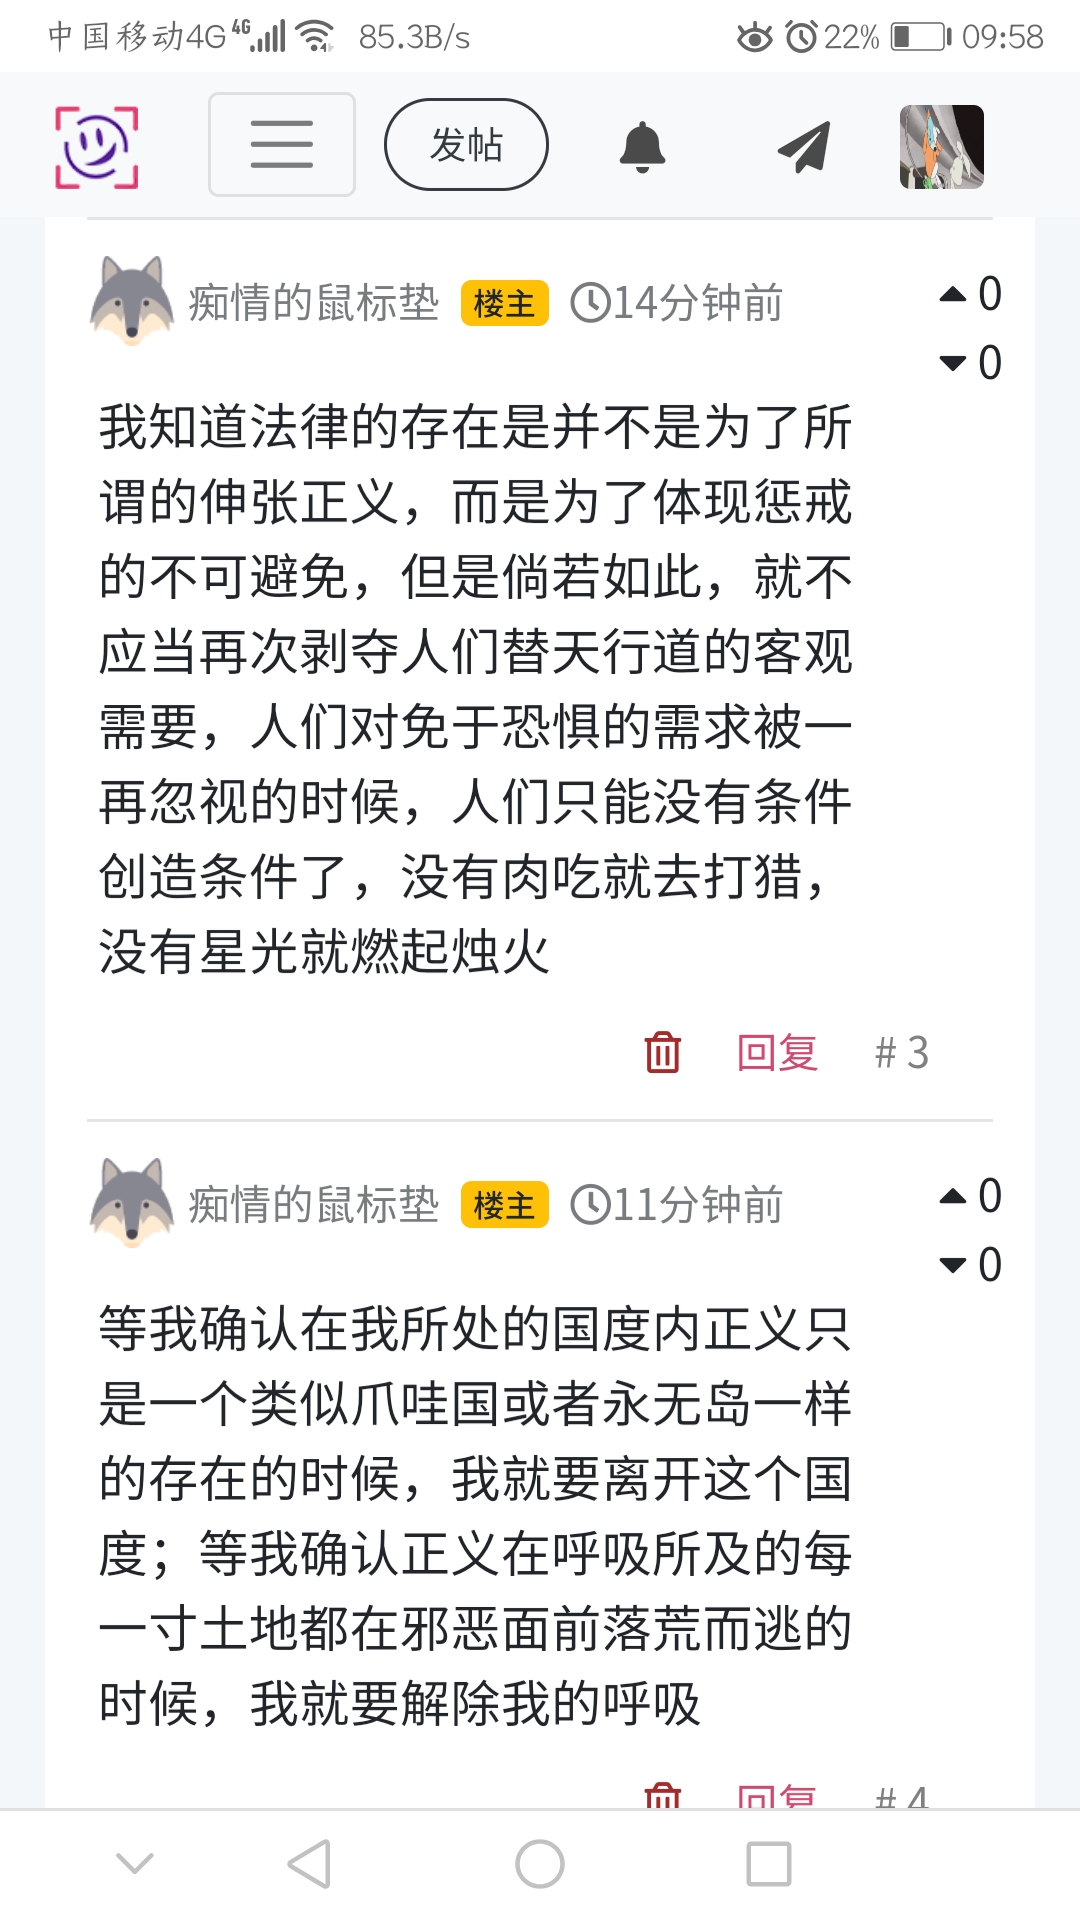 中国移动4G 4G 85.3B/s 22% 09:58
发帖
痴情的鼠标垫 楼主 14分钟前 0
0
我知道法律的存在是并不是为了所
谓的伸张正义，而是为了体现惩戒
的不可避免，但是倘若如此，就不
应当再次剥夺人们替天行道的客观
需要，人们对免于恐惧的需求被一
再忽视的时候，人们只能没有条件
创造条件了，没有肉吃就去打猎，
没有星光就燃起烛火
回复 # 3
痴情的鼠标垫 楼主 11分钟前 0
0
等我确认在我所处的国度内正义只
是一个类似爪哇国或者永无岛一样
的存在的时候，我就要离开这个国
度；等我确认正义在呼吸所及的每
一寸土地都在邪恶面前落荒而逃的
时候，我就要解除我的呼吸
回复 # 4